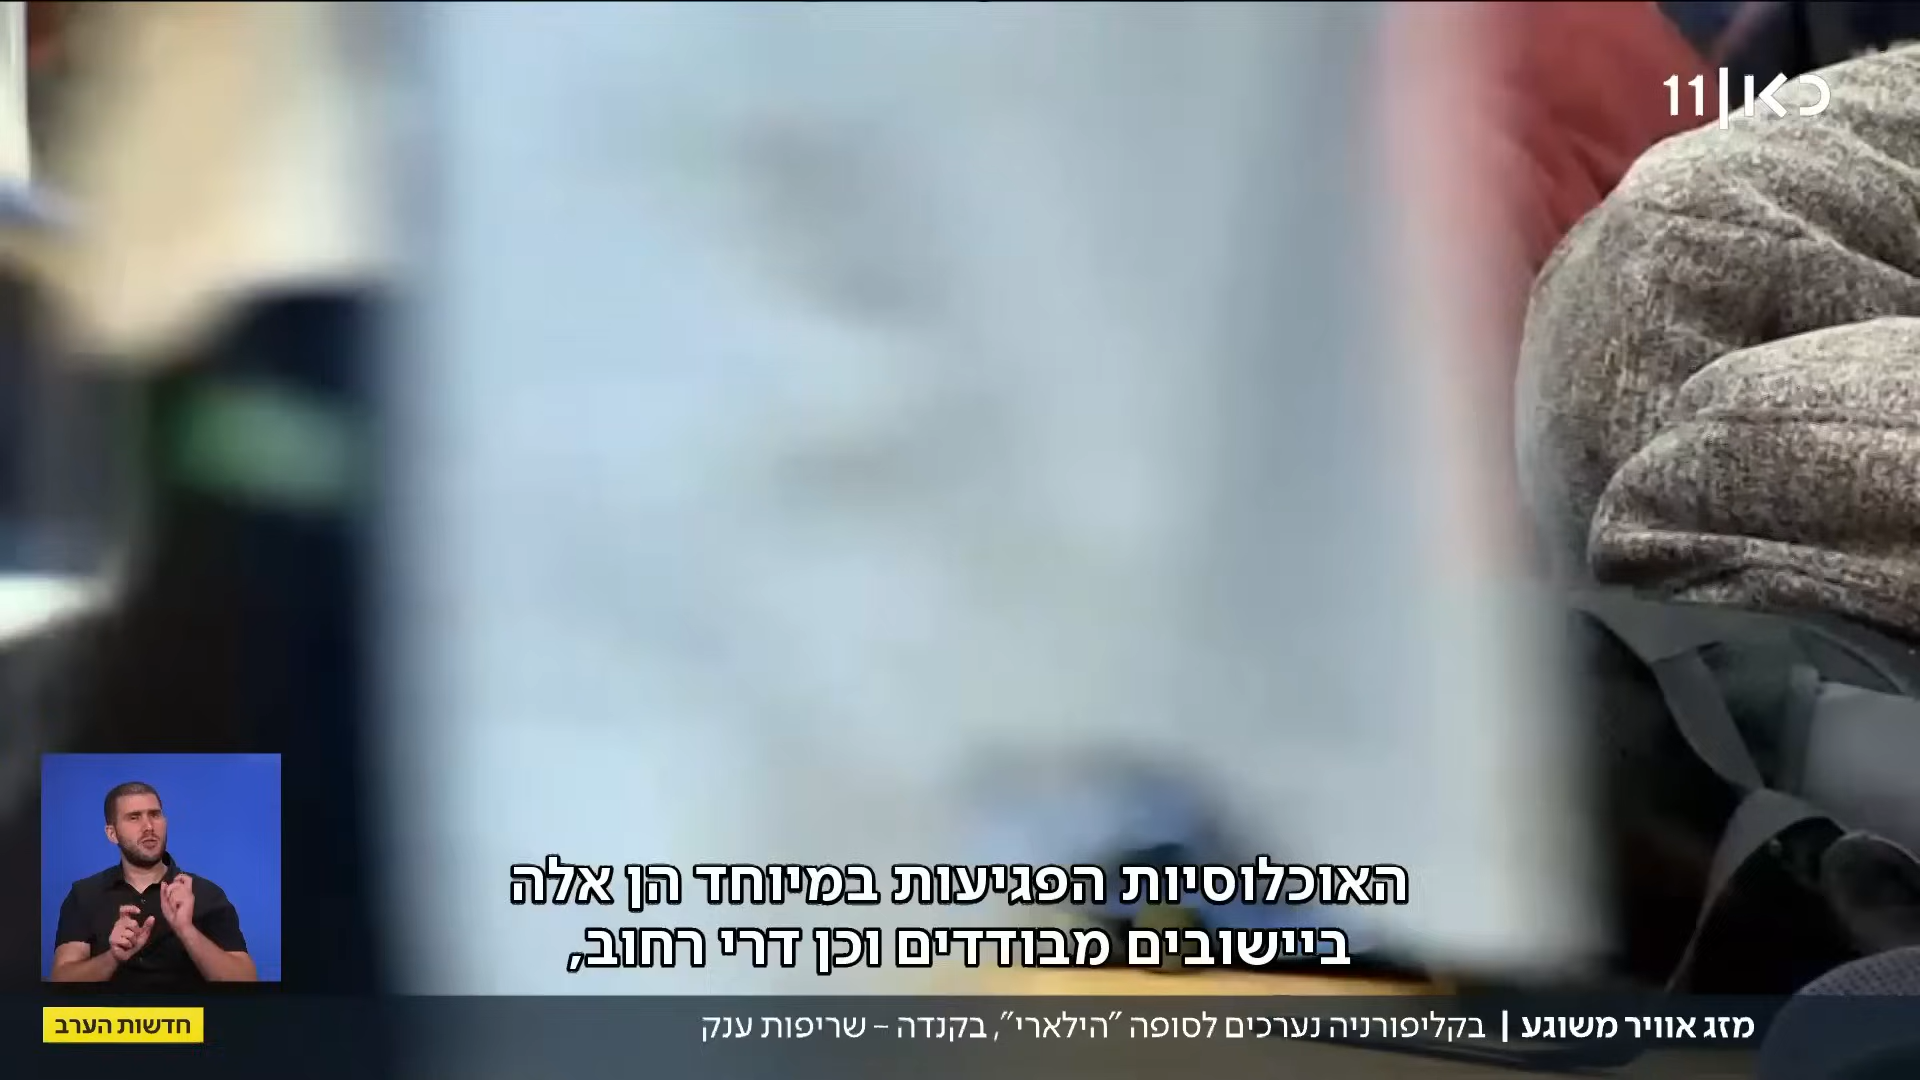 כאן|11
האוכלוסיות הפגיעות במיוחד הן אלה
ביישובים מבודדים וכן דרי רחוב,
מזג אוויר משוגע | בקליפורניה נערכים לסופה "הילארי", בקנדה – שריפות ענק
חדשות הערב